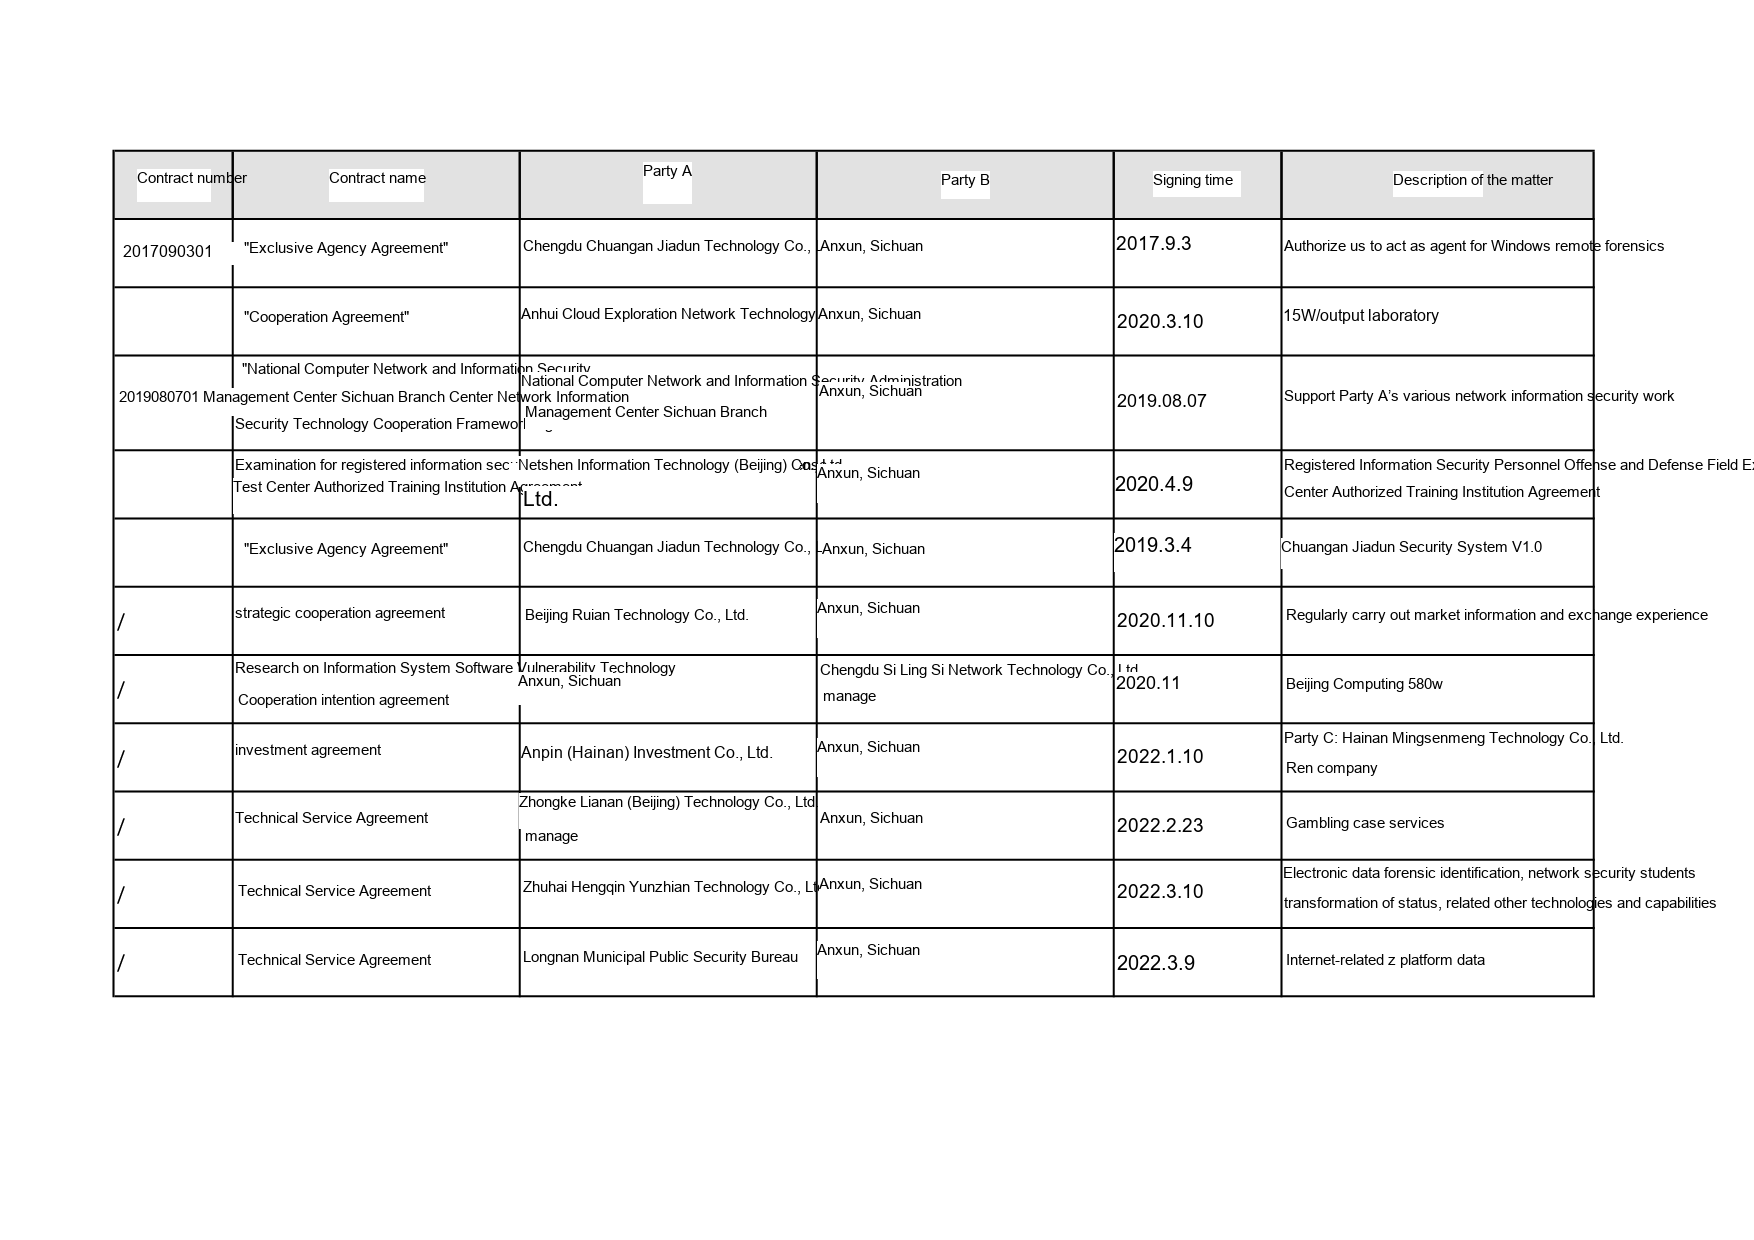 Contract number
Contract name
Party A
Party B
Signing time
Description of the matter
2017090301
"Exclusive Agency Agreement"
Chengdu Chuangan Jiadun Technology Co.,
Anxun, Sichuan
2017.9.3
Authorize us to act as agent for Windows remote forensics
"Cooperation Agreement"
Anhui Cloud Exploration Network Technology
Anxun, Sichuan
2020.3.10
15W/output laboratory
"National Computer Network and Information Security
2019080701 Management Center Sichuan Branch Center Network Information
Security Technology Cooperation Framework
National Computer Network and Information Security Administration
Management Center Sichuan Branch
Anxun, Sichuan
2019.08.07
Support Party A's various network information security work
Examination for registered information
Test Center Authorized Training Institution Agreement
Netshen Information Technology (Beijing)
Ltd.
Anxun, Sichuan
2020.4.9
Registered Information Security Personnel Offense and Defense Field
Center Authorized Training Institution Agreement
"Exclusive Agency Agreement"
Chengdu Chuangan Jiadun Technology Co.,
Anxun, Sichuan
2019.3.4
Chuangan Jiadun Security System V1.0
/
strategic cooperation agreement
Beijing Ruian Technology Co., Ltd.
Anxun, Sichuan
2020.11.10
Regularly carry out market information and exchange experience
/
Research on Information System Software Vulnerability Technology
Cooperation intention agreement
Anxun, Sichuan
Chengdu Si Ling Si Network Technology Co., Ltd
manage
2020.11
Beijing Computing 580w
/
investment agreement
Anpin (Hainan) Investment Co., Ltd.
Anxun, Sichuan
2022.1.10
Party C: Hainan Mingsenmeng Technology Co., Ltd.
Ren company
/
Technical Service Agreement
Zhongke Lianan (Beijing) Technology Co., Ltd
manage
Anxun, Sichuan
2022.2.23
Gambling case services
/
Technical Service Agreement
Zhuhai Hengqin Yunzhian Technology Co.,
Anxun, Sichuan
2022.3.10
Electronic data forensic identification, network security students
transformation of status, related other technologies and capabilities
/
Technical Service Agreement
Longnan Municipal Public Security Bureau
Anxun, Sichuan
2022.3.9
Internet-related z platform data